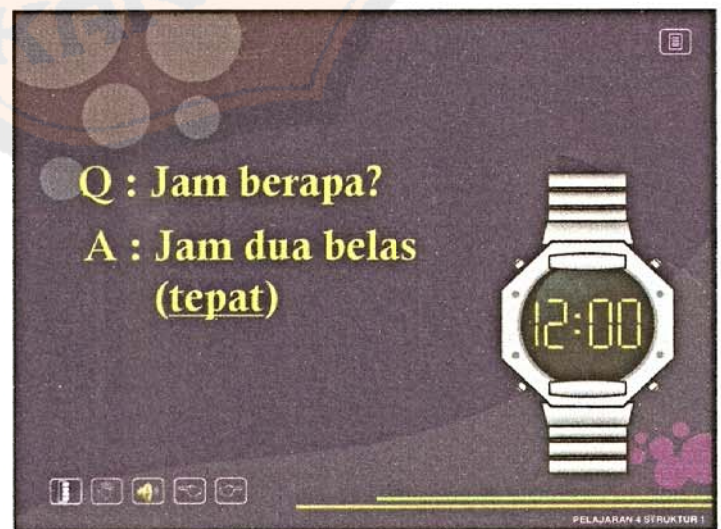 Q : Jam berapa?
A : Jam dua belas
(tepat)
12:00
PELAJARAN 4 STRUKTUR 1